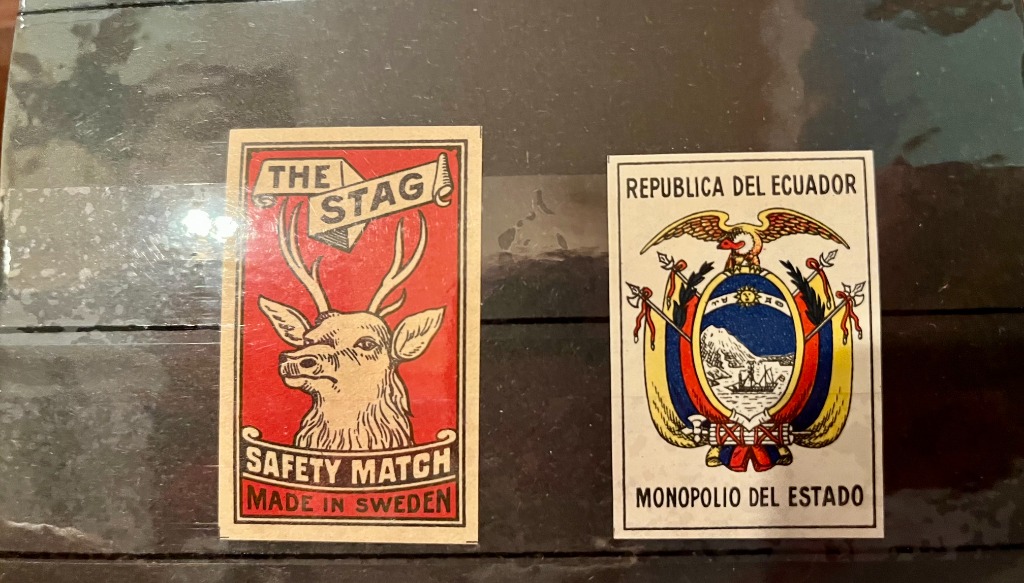 THE
STAG
SAFETY MATCH
MADE IN SWEDEN
REPUBLICA DEL ECUADOR
MONOPOLIO DEL ESTADO